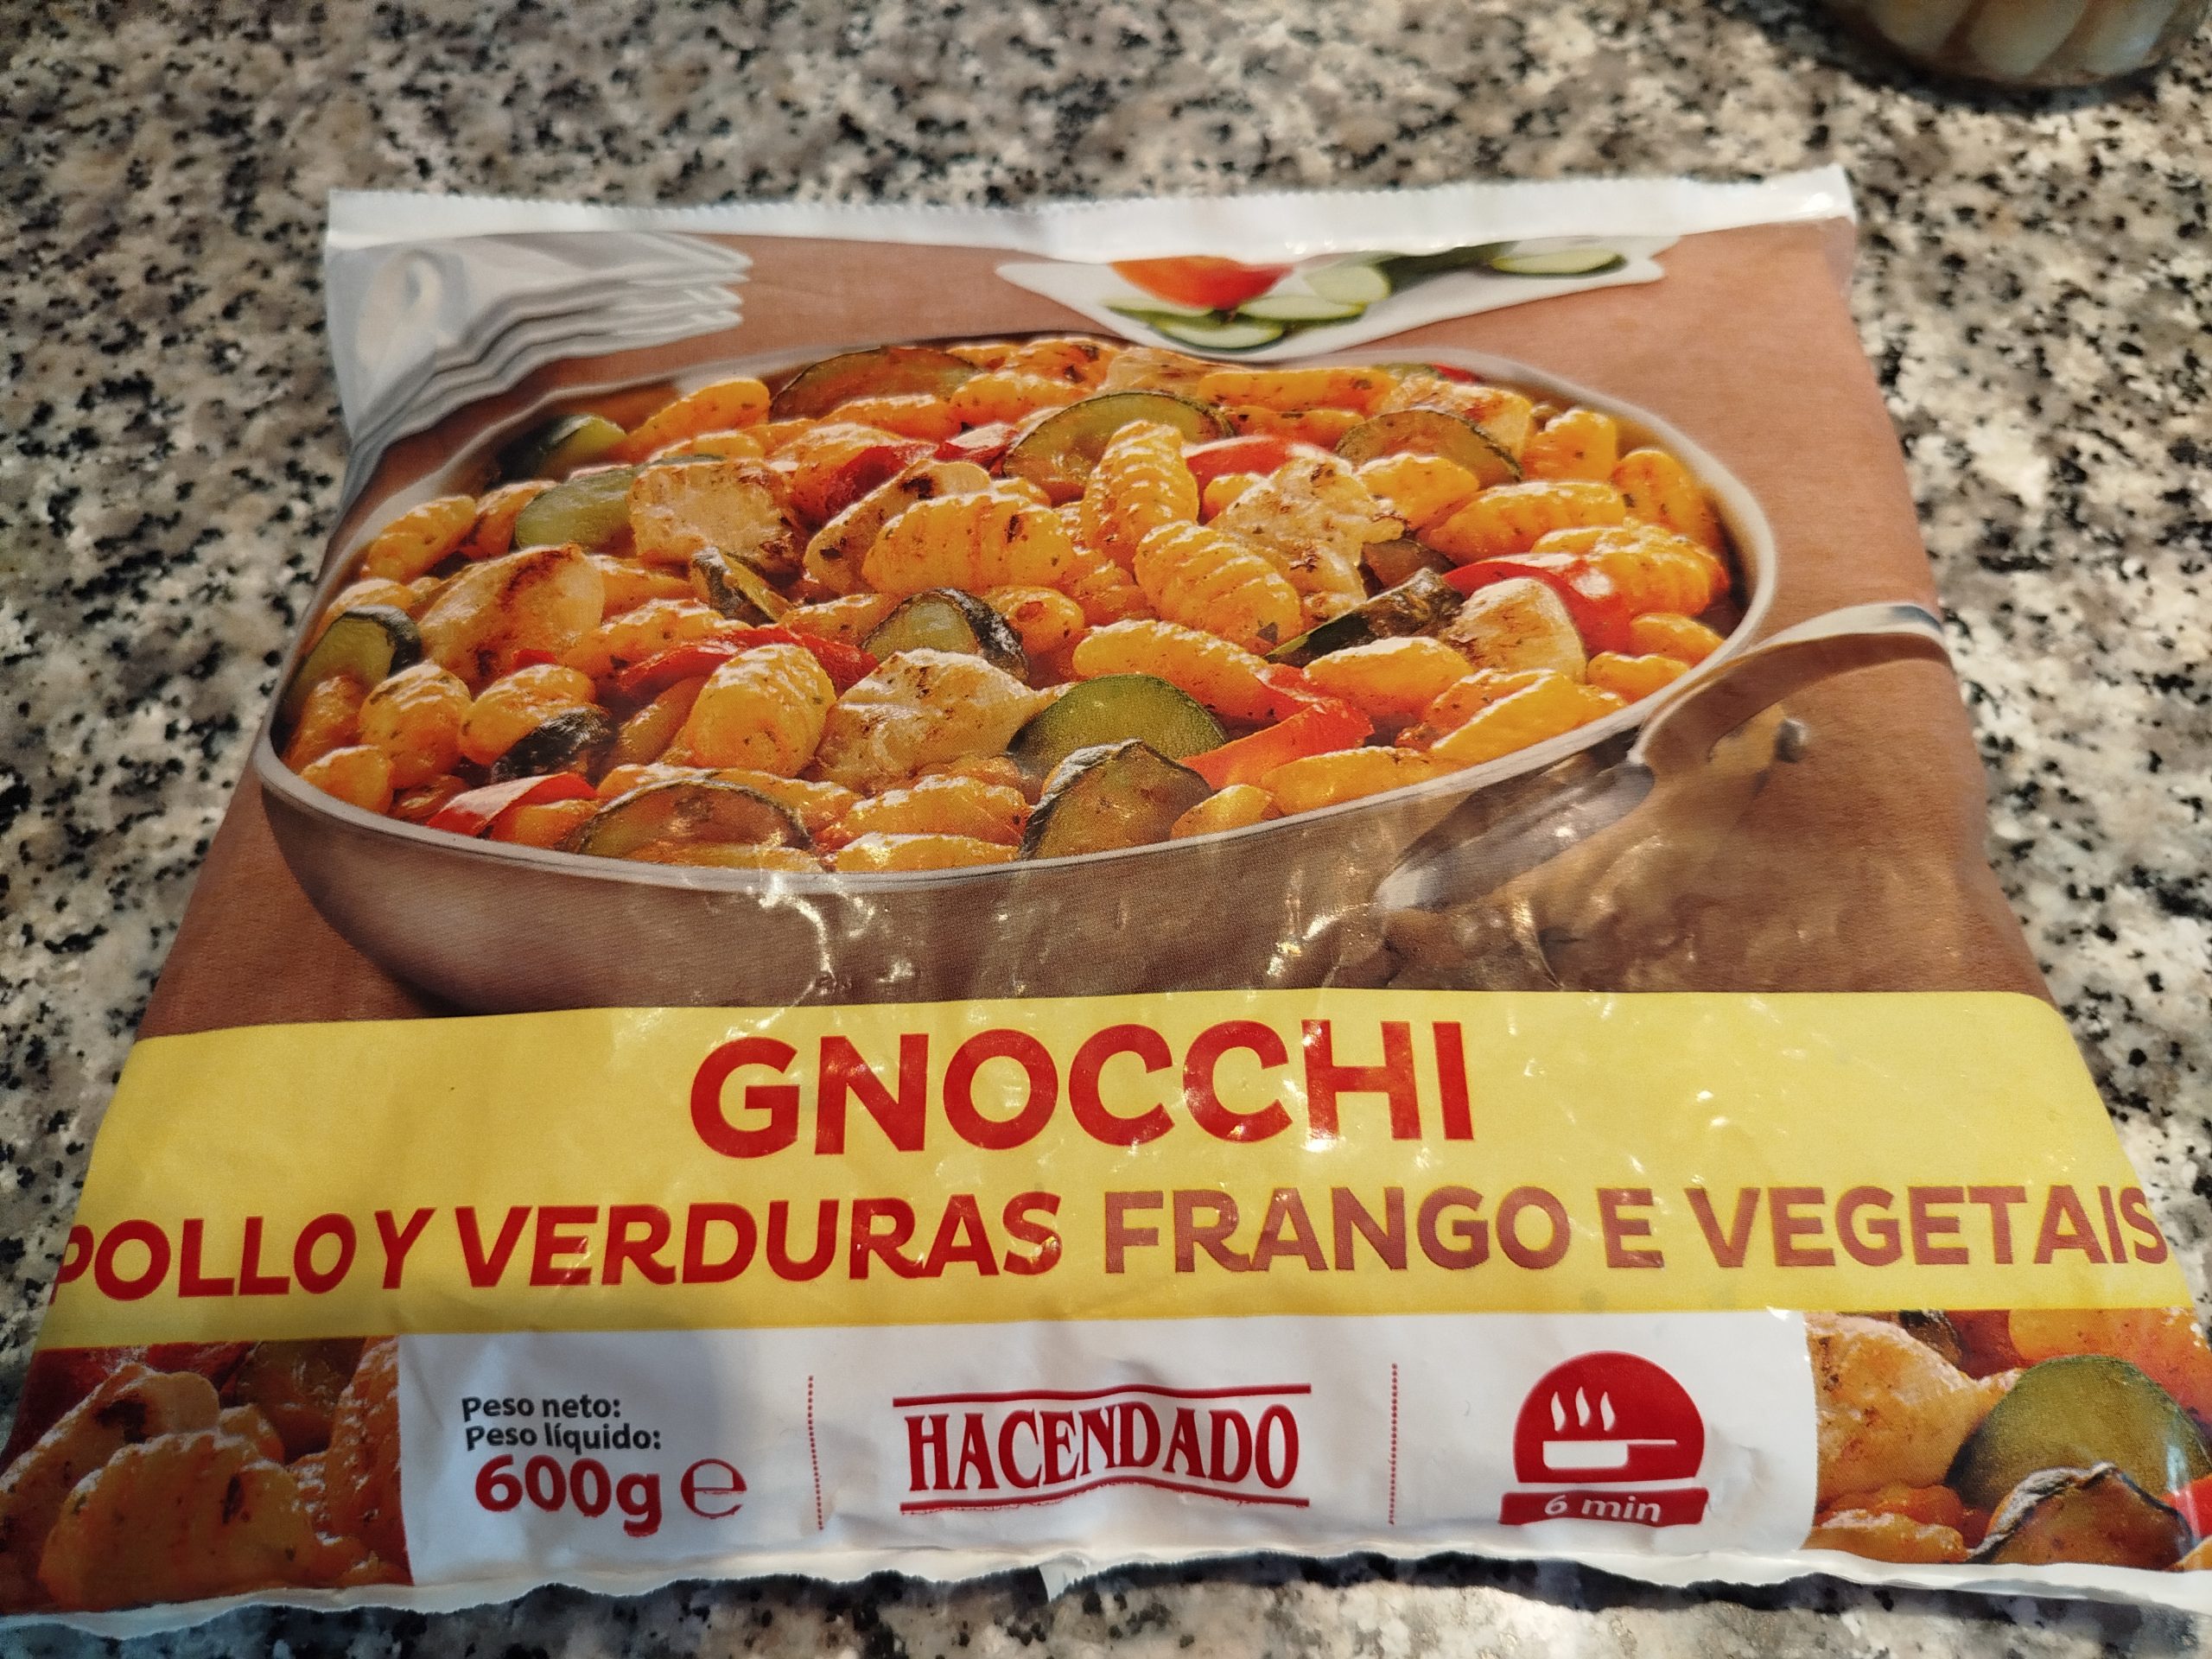 GNOCCHI
POLLO Y VERDURAS FRANGO E VEGETAIS
Peso neto:
Peso líquido:
600g e
HACENDADO
6 min